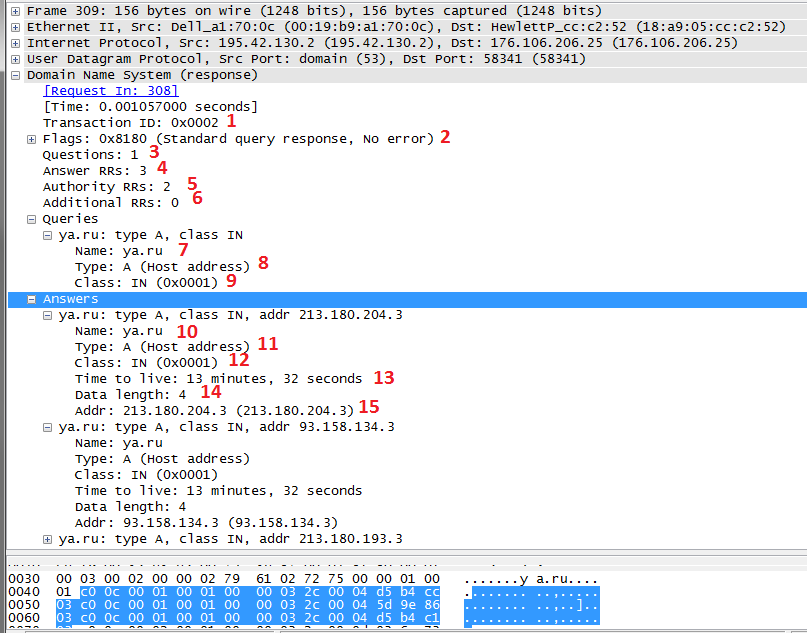 Frame 309: 156 bytes on wire (1248 bits), 156 bytes captured (1248 bits)
Ethernet II, Src: Dell_a1:70:0c (00:19:b9:a1:70:0c), Dst: HewlettP_cc:c2:52 (18:a9:05:cc:c2:52)
Internet Protocol, Src: 195.42.130.2 (195.42.130.2), Dst: 176.106.206.25 (176.106.206.25)
User Datagram Protocol, Src Port: domain (53), Dst Port: 58341 (58341)
Domain Name System (response)
[Request In: 308]
[Time: 0.001057000 seconds]
Transaction ID: 0x0002 1
Flags: 0x8180 (Standard query response, No error) 2
Questions: 1 3
Answer RRs: 3 4
Authority RRs: 2 5
Additional RRs: 0 6
Queries
ya.ru: type A, class IN
Name: ya.ru 7
Type: A (Host address) 8
Class: IN (0x0001) 9
Answers
ya.ru: type A, class IN, addr 213.180.204.3
Name: ya.ru 10
Type: A (Host address) 11
Class: IN (0x0001) 12
Time to live: 13 minutes, 32 seconds 13
Data length: 4 14
Addr: 213.180.204.3 (213.180.204.3) 15
ya.ru: type A, class IN, addr 93.158.134.3
Name: ya.ru
Type: A (Host address)
Class: IN (0x0001)
Time to live: 13 minutes, 32 seconds
Data length: 4
Addr: 93.158.134.3 (93.158.134.3)
ya.ru: type A, class IN, addr 213.180.193.3
0030 00 03 00 02 00 00 02 79 61 02 72 75 00 00 01 00 .......y a.ru....
0040 01 c0 0c 00 01 00 01 00 00 03 2c 00 04 d5 b4 cc ........ ..,.....
0050 03 c0 0c 00 01 00 01 00 00 03 2c 00 04 5d 9e 86 ........ ..,..]..
0060 03 c0 0c 00 01 00 01 00 00 03 2c 00 04 d5 b4 c1 ........ ..,.....